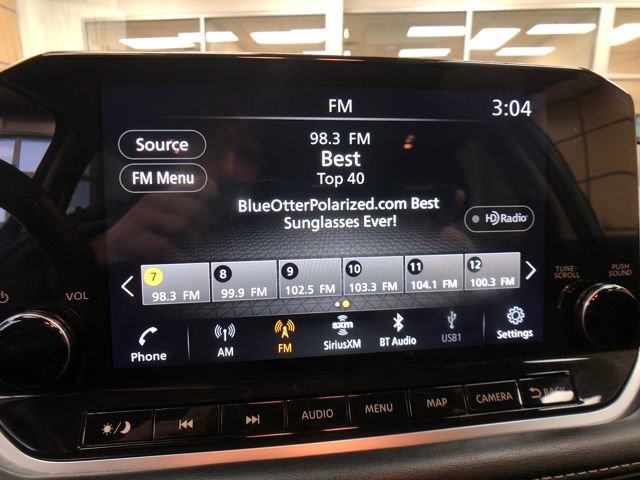 FM
3:04
Source
98.3 FM
Best
FM Menu
Top 40
BlueOtterPolarized.com Best
Sunglasses Ever!
HD Radio
7
8
9
10
11
12
98.3 FM
99.9 FM
102.5 FM
103.3 FM
104.1 FM
100.3 FM
Phone
AM
FM
sxm
SiriusXM
BT Audio
USB1
Settings
VOL
TUNE-
SCROLL
PUSH
SOUND
AUDIO
MENU
MAP
CAMERA
BACK